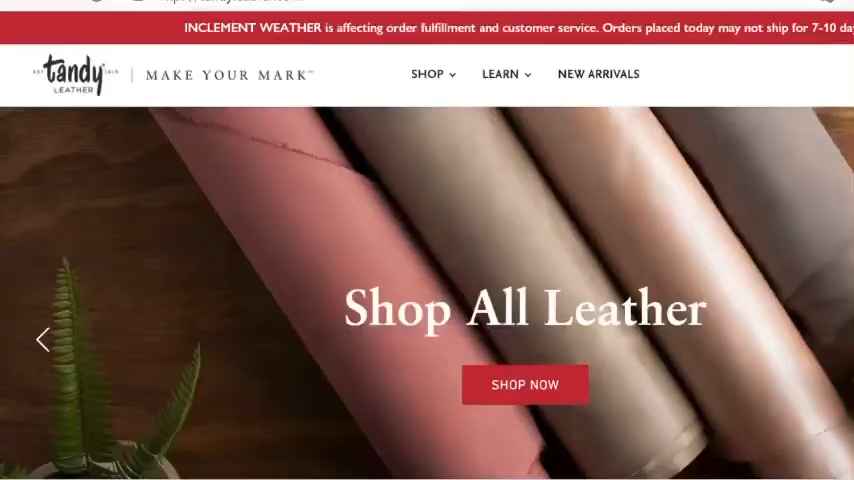 INCLEMENT WEATHER is affecting order fulfillment and customer service. Orders placed today may not ship for 7-10
tandy
LEATHER
MAKE YOUR MARK™
SHOP
LEARN
NEW ARRIVALS
Shop All Leather
SHOP NOW